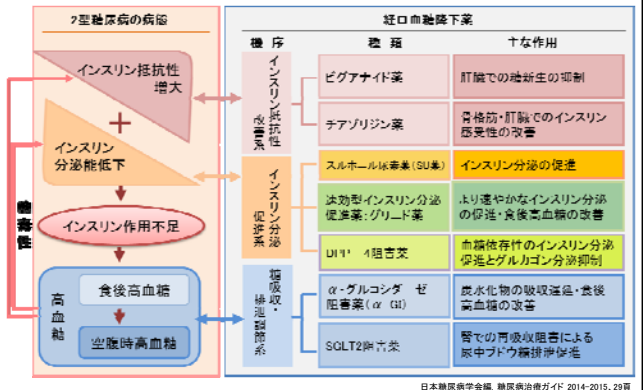 2型糖尿病の病態
インスリン抵抗性
増大
+
インスリン
分泌能低下
インスリン作用不足
糖毒性
高血糖
食後高血糖
空腹時高血糖
経口血糖降下薬
機序
種類
主な作用
インスリン抵抗性
改善系
ビグアナイド薬
肝臓での糖新生の抑制
チアゾリジン薬
骨格筋・肝臓でのインスリン
感受性の改善
インスリン分泌
促進系
スルホニル尿素薬(SU薬)
インスリン分泌の促進
速効型インスリン分泌
促進薬:グリニド薬
より速やかなインスリン分泌
の促進・食後高血糖の改善
DPP-4阻害薬
血糖依存性のインスリン分泌
促進とグルカゴン分泌抑制
糖吸収・
排泄調節系
α-グルコシダーゼ
阻害薬(α-GI)
炭水化物の吸収遅延・食後
高血糖の改善
SGLT2阻害薬
腎での再吸収阻害による
尿中ブドウ糖排泄促進
日本糖尿病学会編,糖尿病治療ガイド 2014-2015,29頁